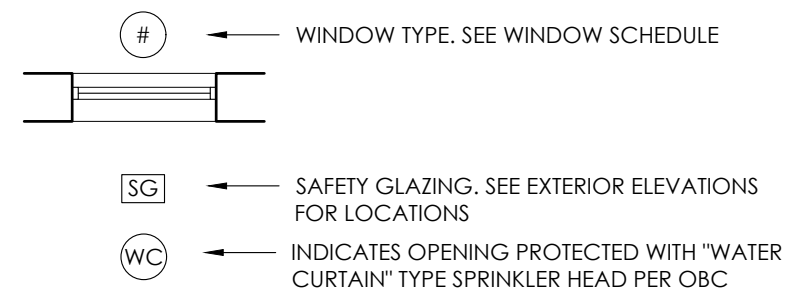 # WINDOW TYPE. SEE WINDOW SCHEDULE
SG SAFETY GLAZING. SEE EXTERIOR ELEVATIONS
FOR LOCATIONS
WC INDICATES OPENING PROTECTED WITH "WATER
CURTAIN" TYPE SPRINKLER HEAD PER OBC